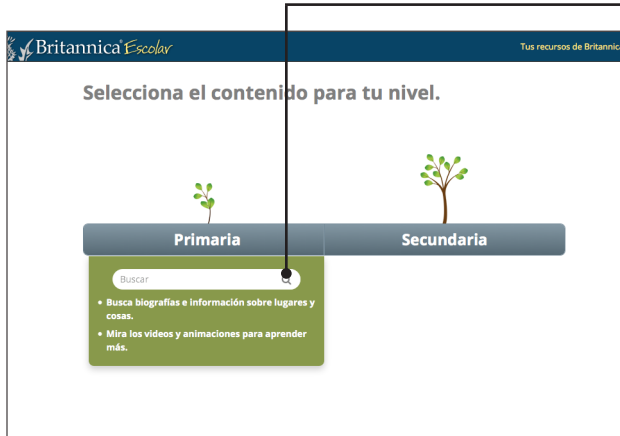 Britannica Escolar
Tus recursos de Britannica
Selecciona el contenido para tu nivel.
Primaria
Secundaria
Buscar
• Busca biografías e información sobre lugares y
cosas.
• Mira los videos y animaciones para aprender
más.